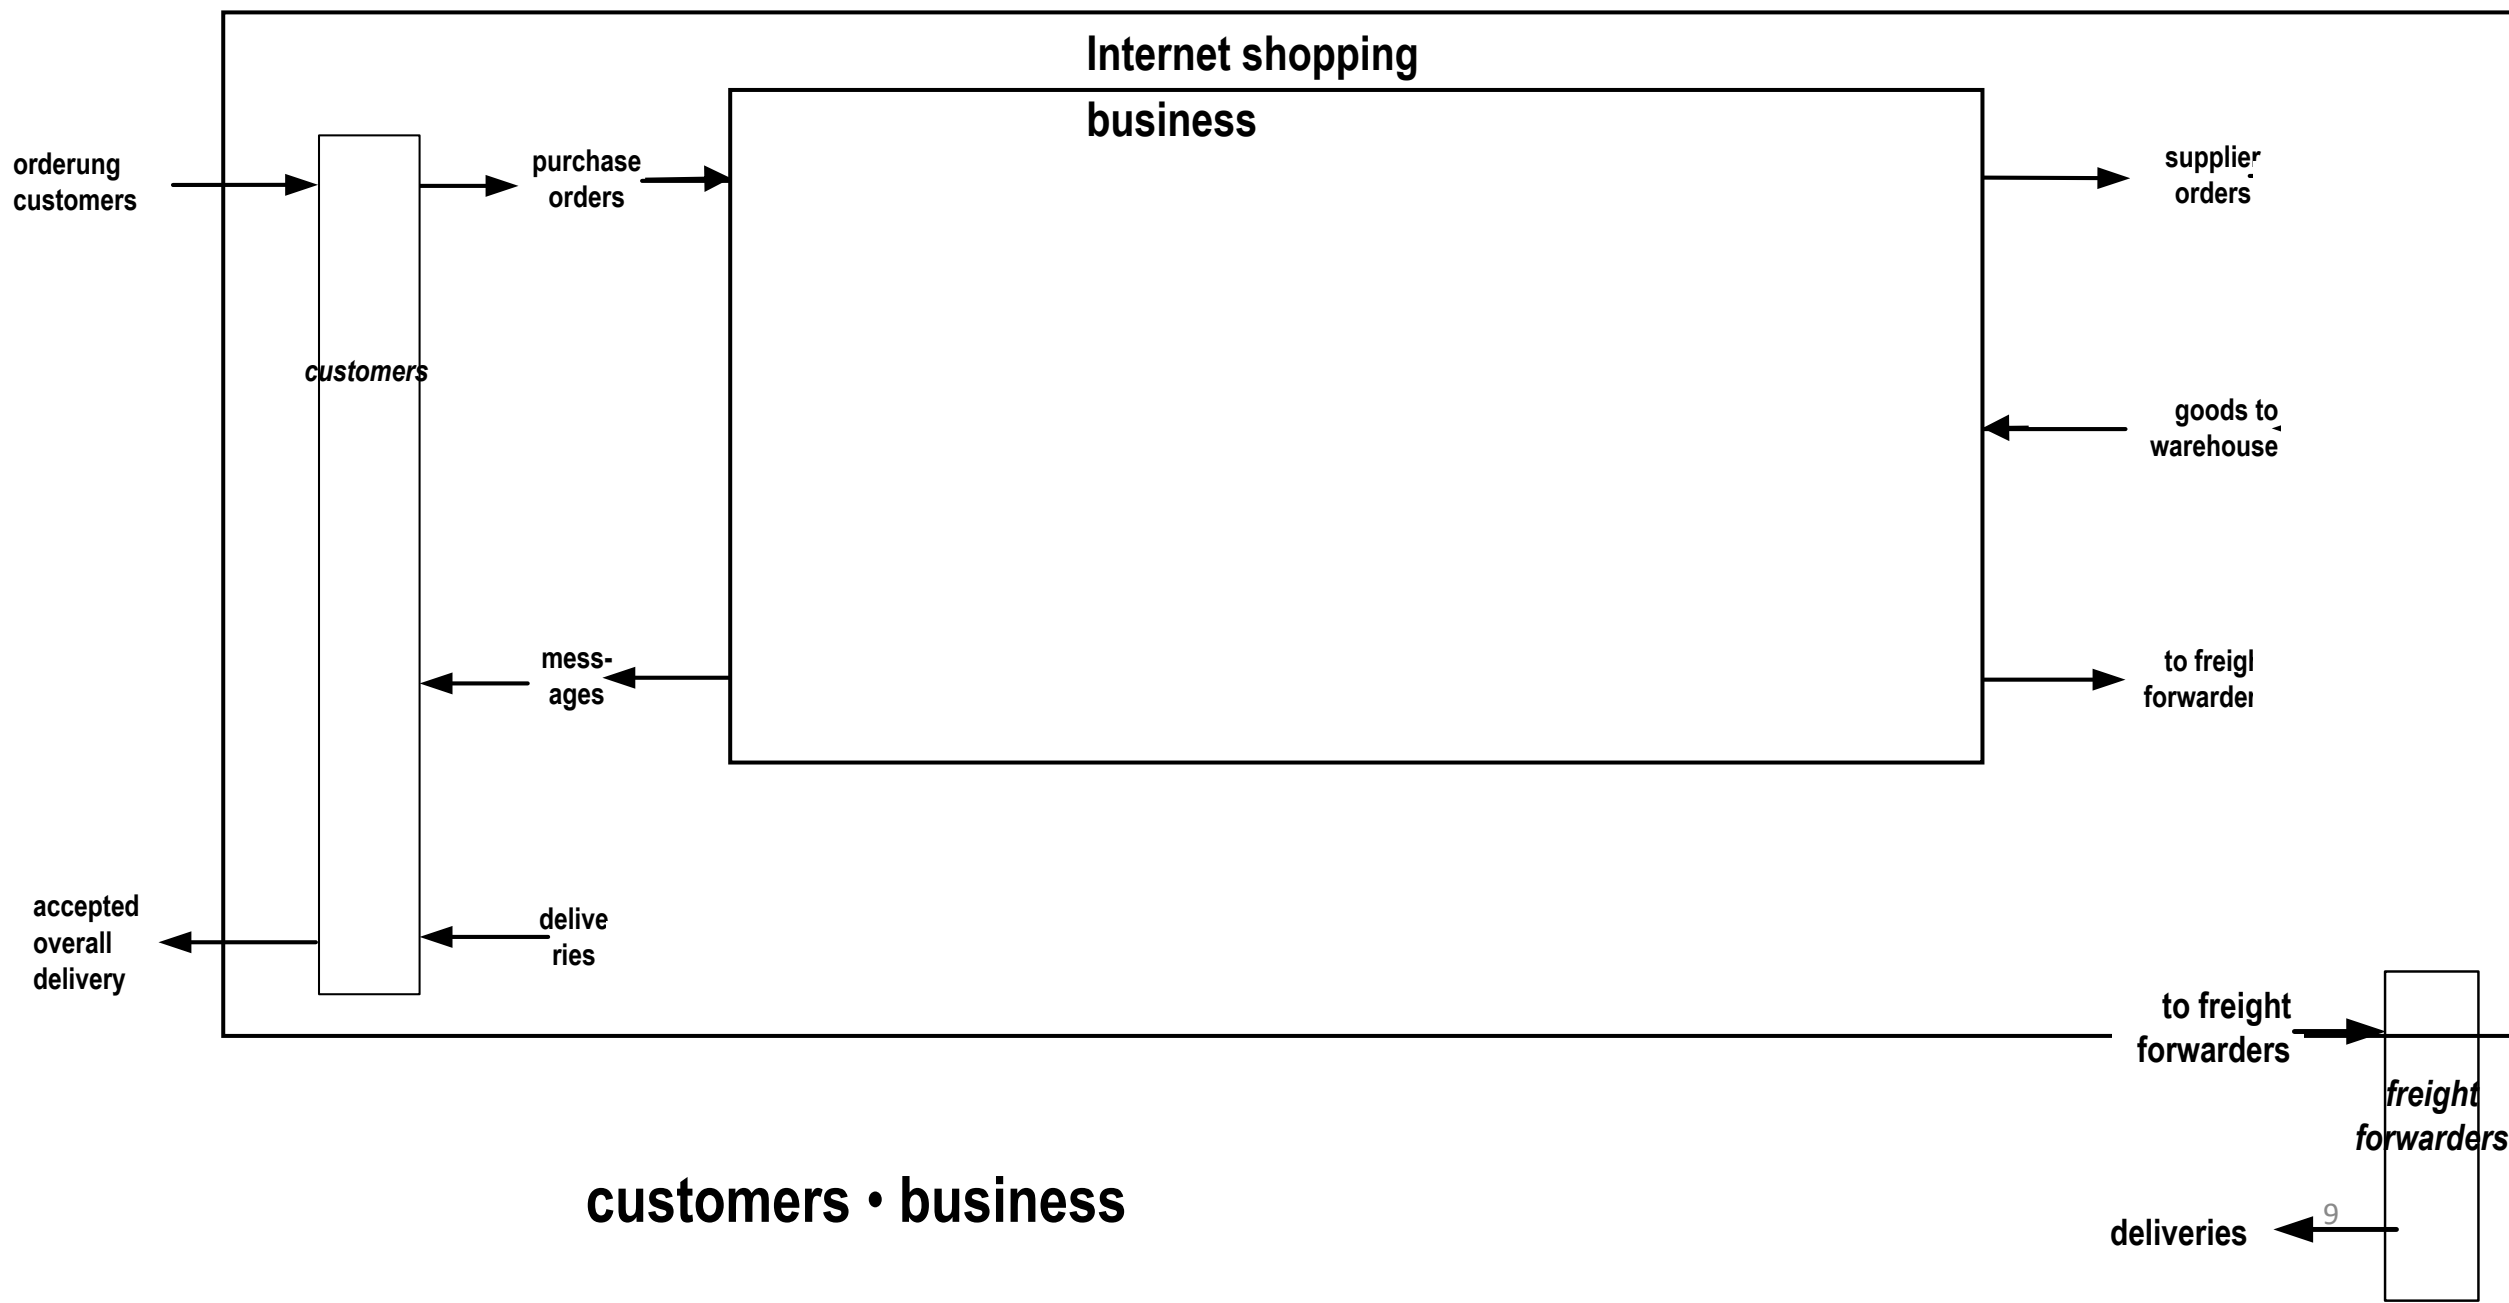 Internet shopping
business
orderung
customers
purchase
orders
supplier
orders
customers
goods to
warehouse
mess-
ages
to freigh
forwarder
accepted
overall
delivery
delive
ries
to freight
forwarders
freight
forwarders
customers • business
9
deliveries